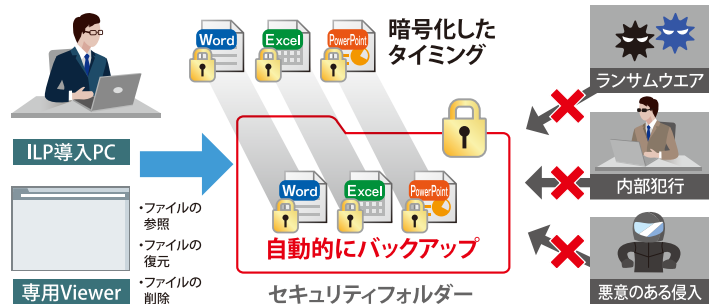 Word
Excel
PowerPoint
暗号化した
タイミング
ランサムウエア
ILP導入PC
内部犯行
専用Viewer
・ファイルの
参照
・ファイルの
復元
・ファイルの
削除
Word
Excel
PowerPoint
自動的にバックアップ
セキュリティフォルダー
悪意のある侵入